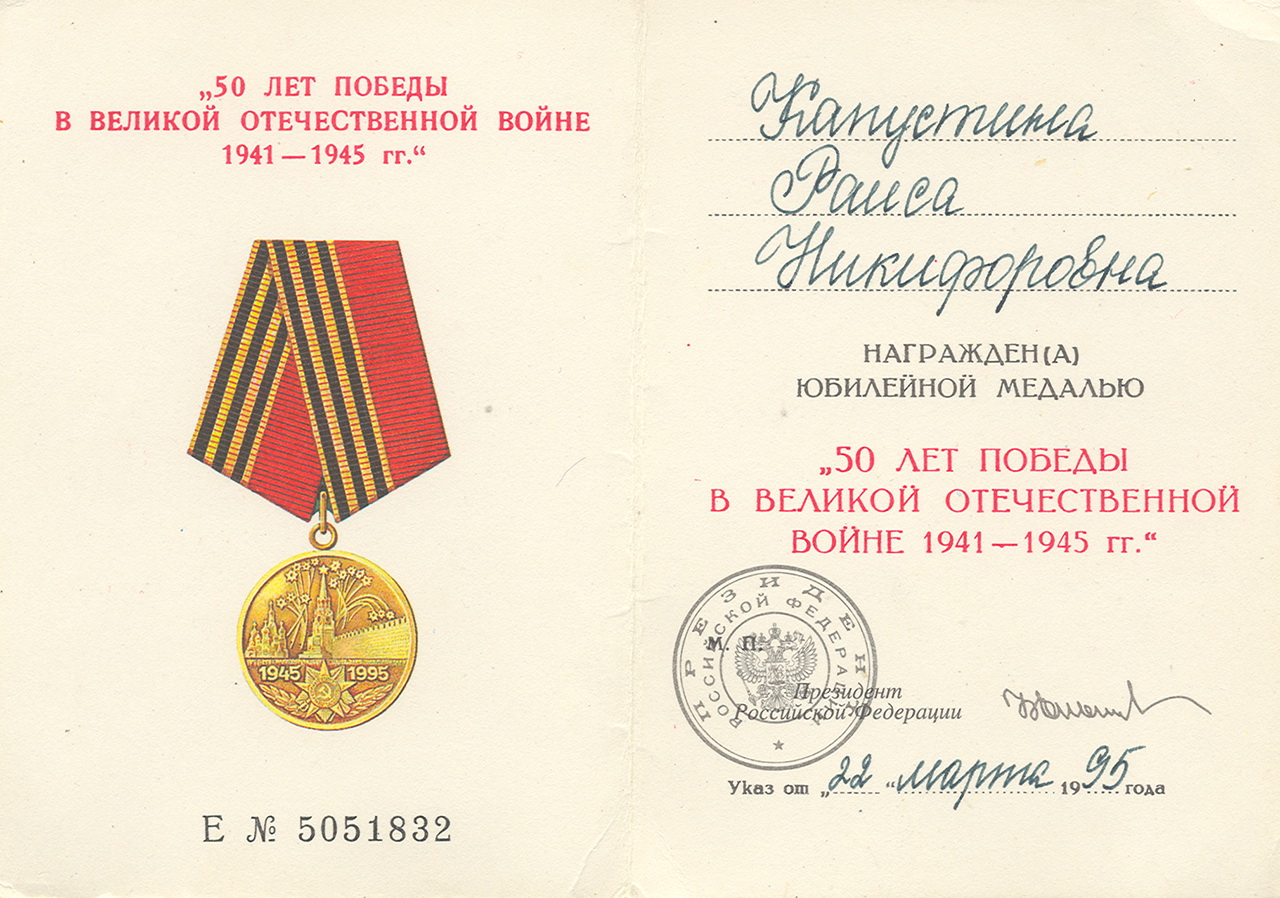 „50 ЛЕТ ПОБЕДЫ
В ВЕЛИКОЙ ОТЕЧЕСТВЕННОЙ ВОЙНЕ
1941—1945 гг.“
1945 1995
Е № 5051832
Капустина
Раиса
Никифоровна
НАГРАЖДЕН(А)
ЮБИЛЕЙНОЙ МЕДАЛЬЮ
„50 ЛЕТ ПОБЕДЫ
В ВЕЛИКОЙ ОТЕЧЕСТВЕННОЙ
ВОЙНЕ 1941—1945 гг.“
ПРЕЗИДЕНТ
РОССИЙСКОЙ ФЕДЕРАЦИИ
М. П.
Президент
Российской Федерации
Указ от „22“ марта 1995 года